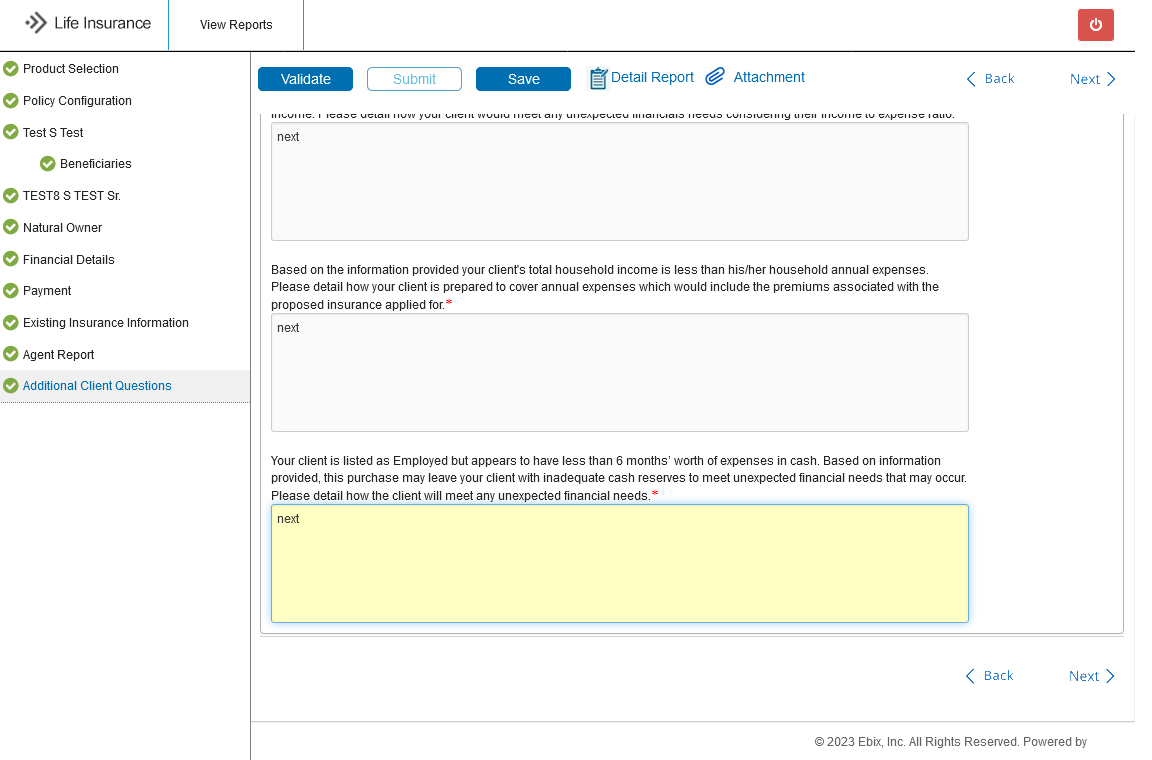 Life Insurance
View Reports
Product Selection
Policy Configuration
Test S Test
Beneficiaries
TEST8 S TEST Sr.
Natural Owner
Financial Details
Payment
Existing Insurance Information
Agent Report
Additional Client Questions
Validate
Submit
Save
Detail Report
Attachment
Back
Next
income. Please detail how your client would meet any unexpected financials needs considering their income to expense ratio.
next
Based on the information provided your client's total household income is less than his/her household annual expenses.
Please detail how your client is prepared to cover annual expenses which would include the premiums associated with the
proposed insurance applied for.*
next
Your client is listed as Employed but appears to have less than 6 months’ worth of expenses in cash. Based on information
provided, this purchase may leave your client with inadequate cash reserves to meet unexpected financial needs that may occur.
Please detail how the client will meet any unexpected financial needs.*
next
Back
Next
© 2023 Ebix, Inc. All Rights Reserved. Powered by